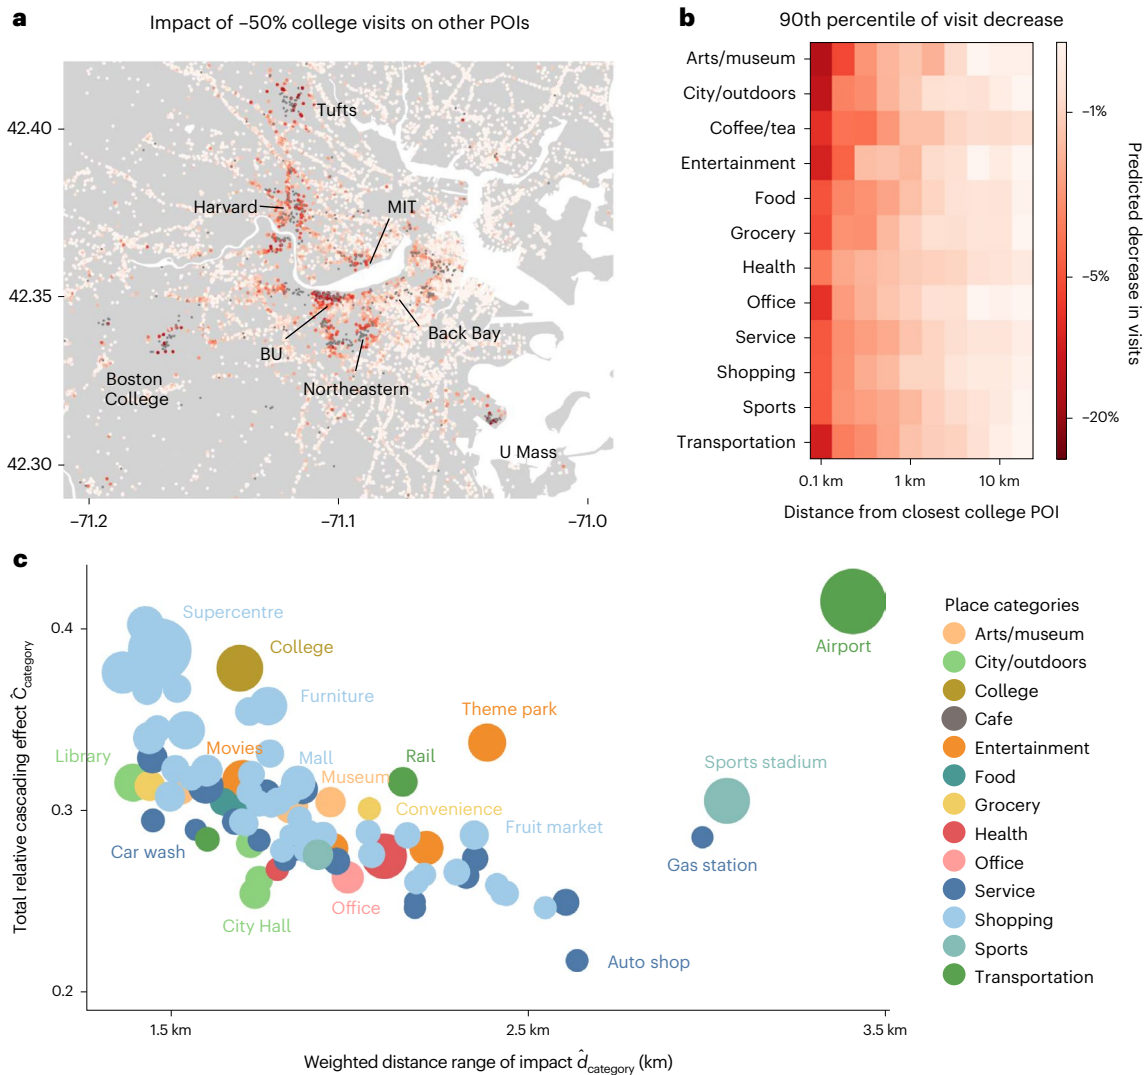 a
Impact of –50% college visits on other POIs
42.40
42.35
42.30
Tufts
Harvard
MIT
BU
Back Bay
Northeastern
Boston
College
U Mass
–71.2
–71.1
–71.0
b
90th percentile of visit decrease
Arts/museum
City/outdoors
Coffee/tea
Entertainment
Food
Grocery
Health
Office
Service
Shopping
Sports
Transportation
0.1 km
1 km
10 km
Distance from closest college POI
–1%
–5%
–20%
Predicted decrease in visits
c
Total relative cascading effect Ĉcategory
0.4
0.3
0.2
Supercentre
College
Furniture
Airport
Theme park
Library
Movies
Mall
Rail
Museum
Sports stadium
Convenience
Fruit market
Car wash
Gas station
Office
City Hall
Auto shop
1.5 km
2.5 km
3.5 km
Weighted distance range of impact d̂category (km)
Place categories
Arts/museum
City/outdoors
College
Cafe
Entertainment
Food
Grocery
Health
Office
Service
Shopping
Sports
Transportation